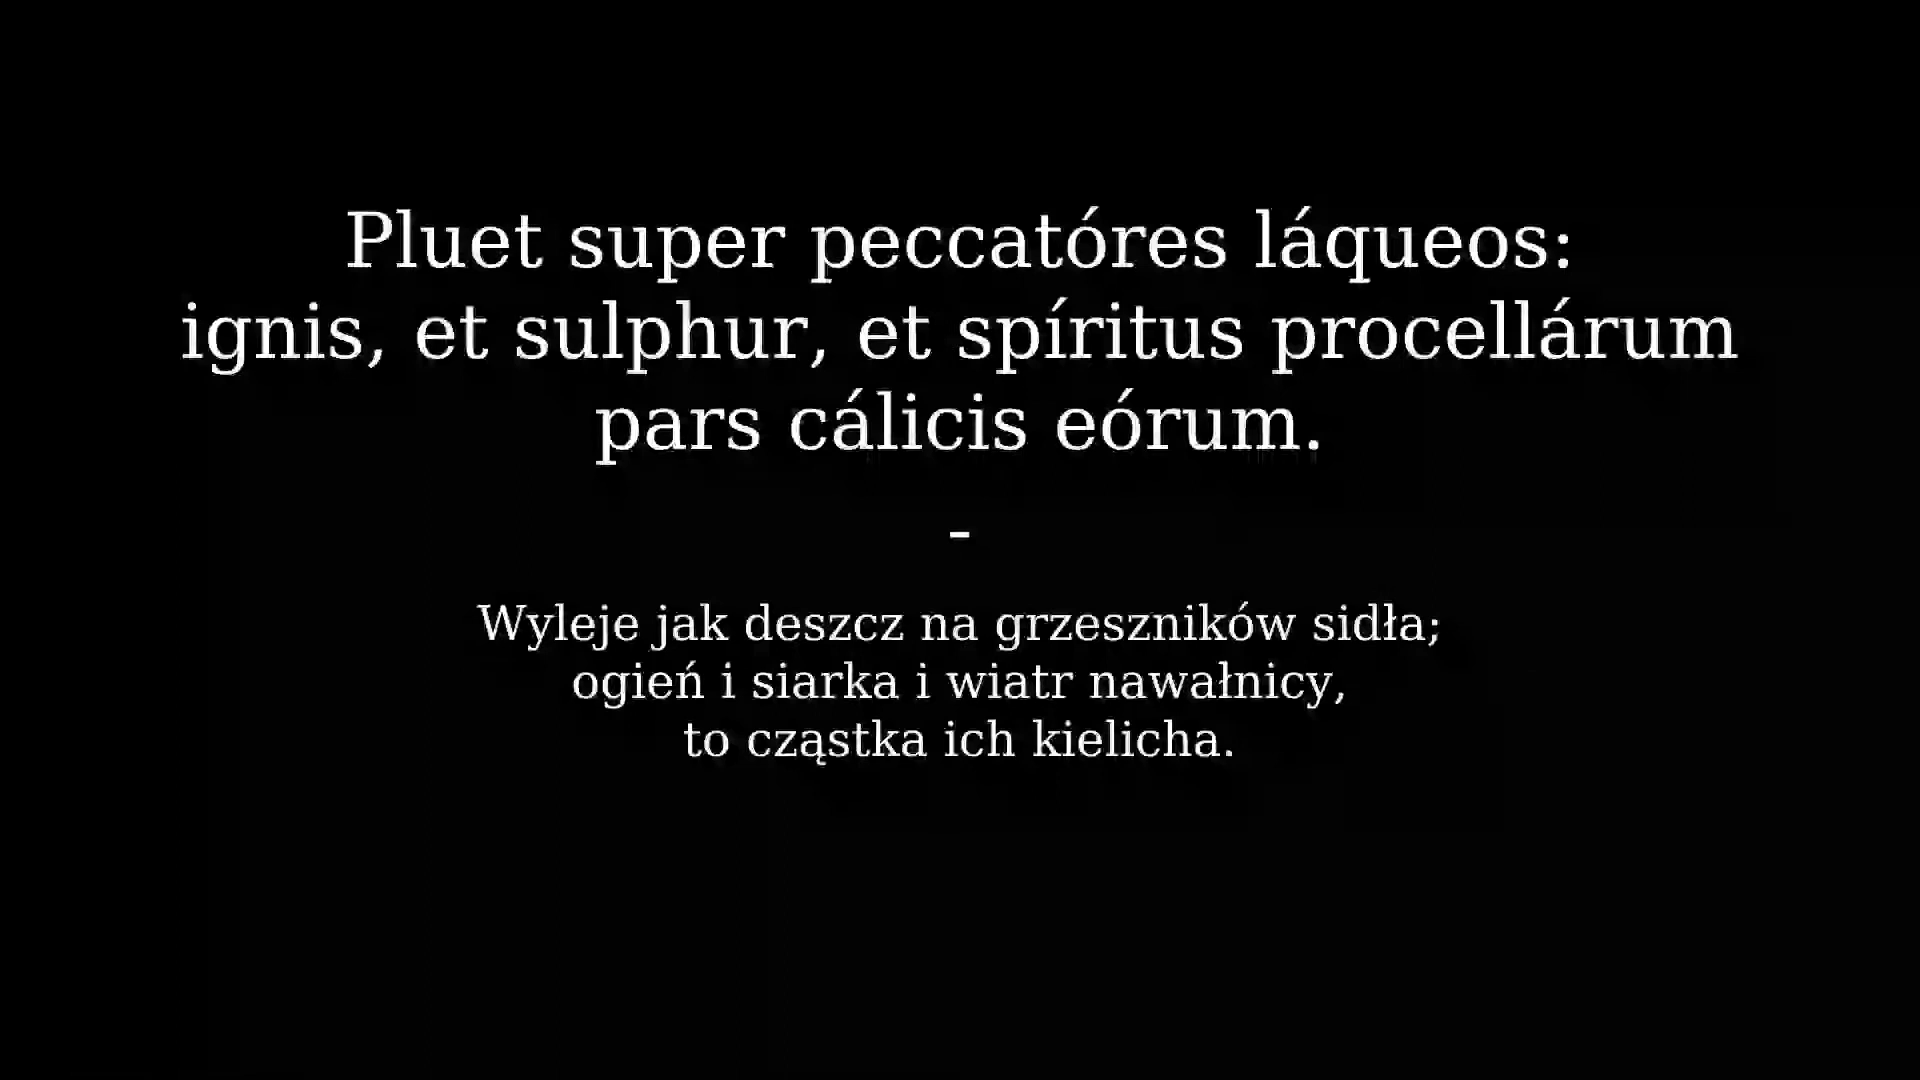 Pluet super peccatóres láqueos:
ignis, et sulphur, et spíritus procellárum
pars cálicis eórum.
-
Wyleje jak deszcz na grzeszników sidła;
ogień i siarka i wiatr nawałnicy,
to cząstka ich kielicha.